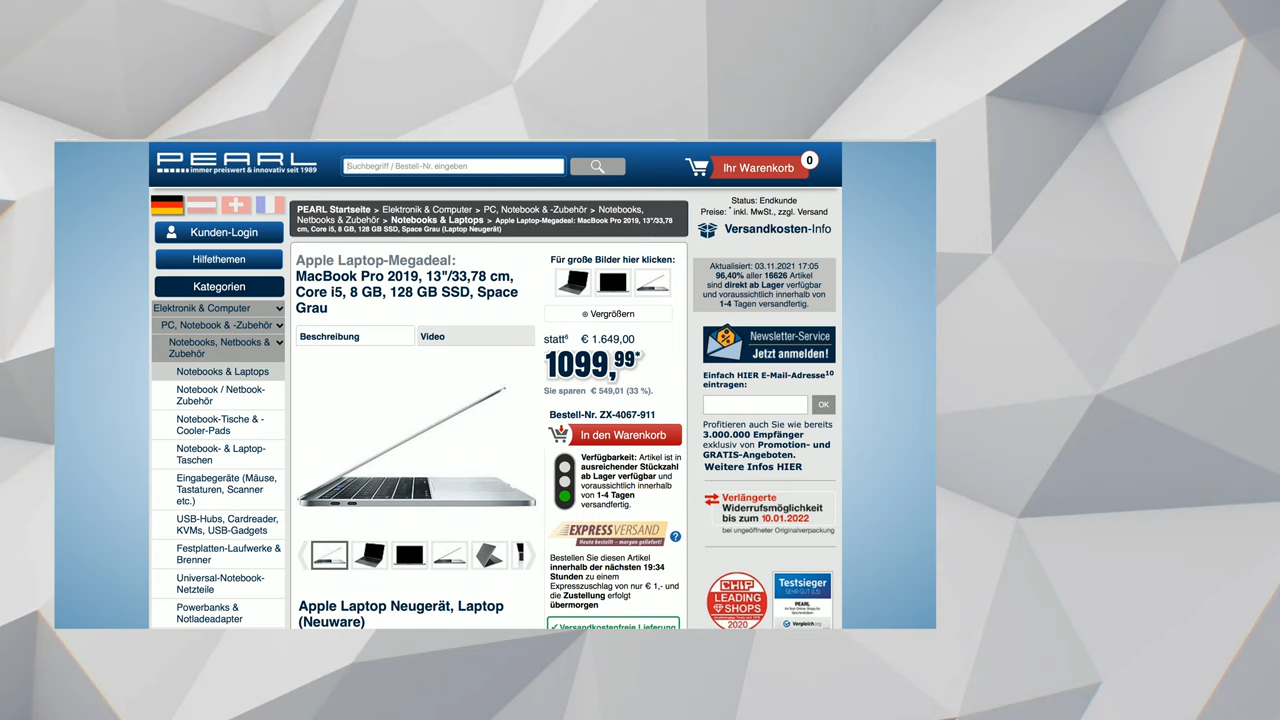 PEARL
immer preiswert & innovativ seit 1989
Suchbegriff / Bestell-Nr. eingeben
Ihr Warenkorb
0
Kunden-Login
Hilfethemen
Kategorien
Elektronik & Computer
PC, Notebook & -Zubehör
Notebooks, Netbooks &
Zubehör
Notebooks & Laptops
Notebook / Netbook-
Zubehör
Notebook-Tische & -
Cooler-Pads
Notebook- & Laptop-
Taschen
Eingabegeräte (Mäuse,
Tastaturen, Scanner
etc.)
USB-Hubs, Cardreader,
KVMs, USB-Gadgets
Festplatten-Laufwerke &
Brenner
Universal-Notebook-
Netzteile
Powerbanks &
Notladeadapter
PEARL Startseite > Elektronik & Computer > PC, Notebook & -Zubehör > Notebooks,
Netbooks & Zubehör > Notebooks & Laptops > Apple Laptop-Megadeal: MacBook Pro 2019, 13"/33,78
cm, Core i5, 8 GB, 128 GB SSD, Space Grau (Laptop Neugerät)
Apple Laptop-Megadeal:
MacBook Pro 2019, 13"/33,78 cm,
Core i5, 8 GB, 128 GB SSD, Space
Grau
Beschreibung
Video
Apple Laptop Neugerät, Laptop
(Neuware)
Für große Bilder hier klicken:
⊕ Vergrößern
statt⁶ € 1.649,00
1099,99*
Sie sparen € 549,01 (33 %).
Bestell-Nr. ZX-4067-911
In den Warenkorb
Verfügbarkeit: Artikel ist in
ausreichender Stückzahl
ab Lager verfügbar und
voraussichtlich innerhalb
von 1-4 Tagen
versandfertig.
EXPRESSVERSAND
Heute bestellt – morgen geliefert!
?
Bestellen Sie diesen Artikel
innerhalb der nächsten 19:34
Stunden zu einem
Expresszuschlag von nur € 1,- und
die Zustellung erfolgt
übermorgen
✓ Versandkostenfreie Lieferung
Status: Endkunde
Preise: * inkl. MwSt., zzgl. Versand
Versandkosten-Info
Aktualisiert: 03.11.2021 17:05
96,40% aller 16626 Artikel
sind direkt ab Lager verfügbar
und voraussichtlich innerhalb von
1-4 Tagen versandfertig.
Newsletter-Service
Jetzt anmelden!
Einfach HIER E-Mail-Adresse¹⁰
eintragen:
OK
Profitieren auch Sie wie bereits
3.000.000 Empfänger
exklusiv von Promotion- und
GRATIS-Angeboten.
Weitere Infos HIER
Verlängerte
Widerrufsmöglichkeit
bis zum 10.01.2022
bei ungeöffneter Originalverpackung
CHIP
LEADING
SHOPS
2020
Testsieger
SEHR GUT (1,5)
PEARL
Vergleich.org